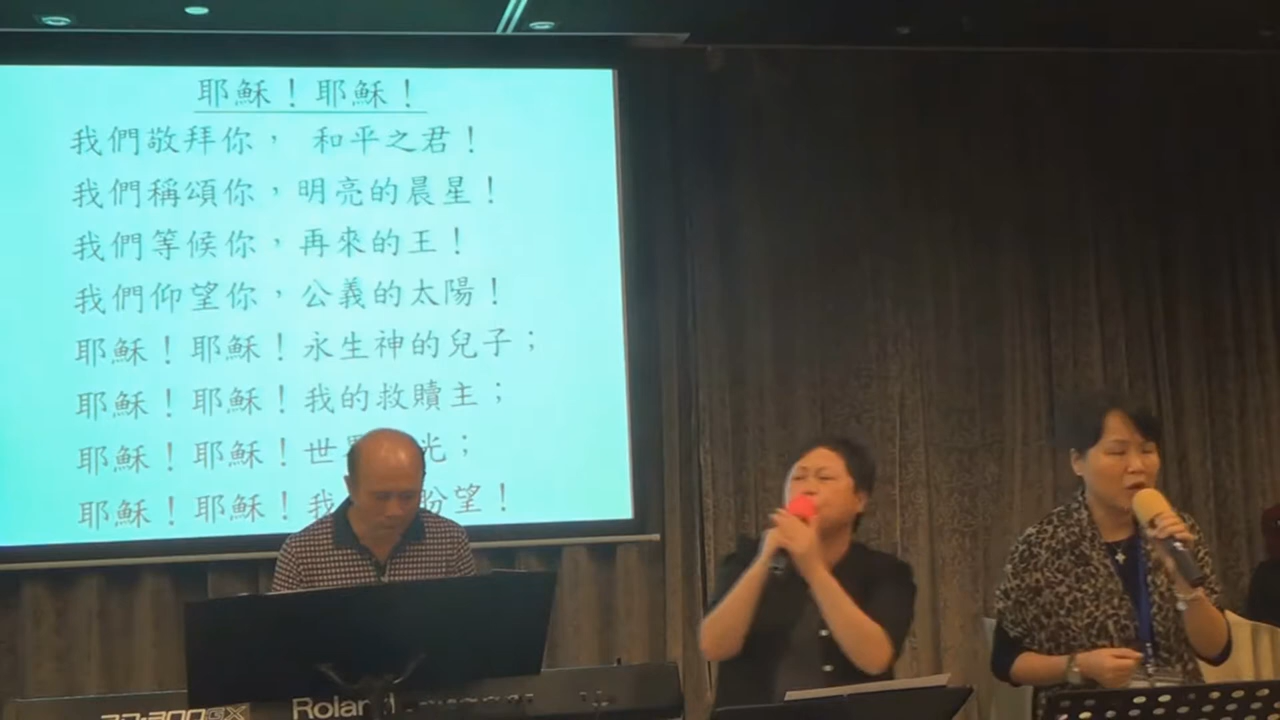 耶穌！耶穌！
我們敬拜你， 和平之君！
我們稱頌你，明亮的晨星！
我們等候你，再來的王！
我們仰望你，公義的太陽！
耶穌！耶穌！永生神的兒子；
耶穌！耶穌！我的救贖主；
耶穌！耶穌！世 光；
耶穌！耶穌！我 盼望！
Roland